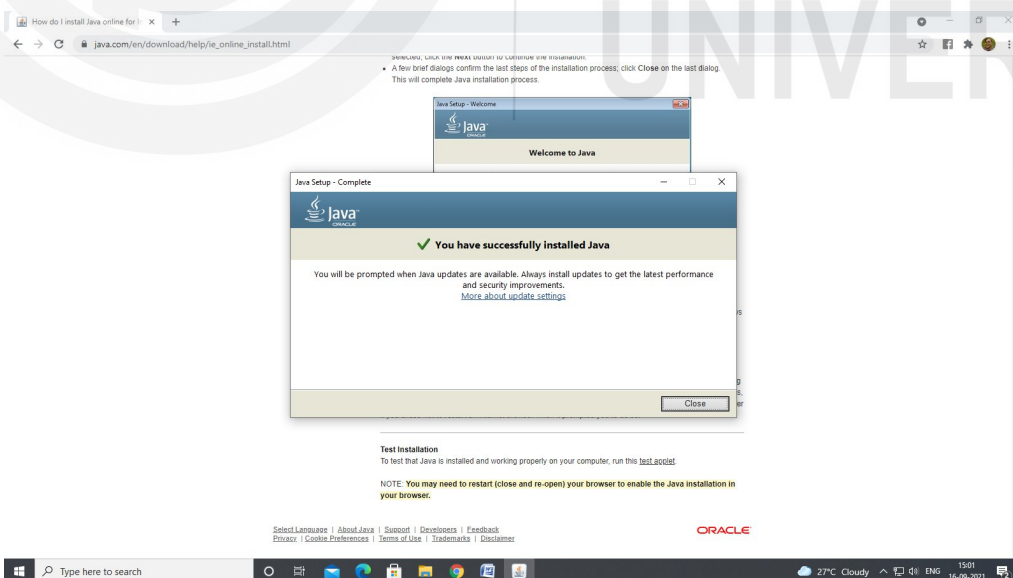 How do I install Java online for I
java.com/en/download/help/ie_online_install.html
UNIVER
selected, click the Next button to continue the installation.
• A few brief dialogs confirm the last steps of the installation process; click Close on the last dialog.
This will complete Java installation process.
Java Setup - Welcome
Java
ORACLE
Welcome to Java
Java Setup - Complete
Java
ORACLE
You have successfully installed Java
You will be prompted when Java updates are available. Always install updates to get the latest performance
and security improvements.
More about update settings
Close
Test Installation
To test that Java is installed and working properly on your computer, run this test applet.
NOTE: You may need to restart (close and re-open) your browser to enable the Java installation in
your browser.
Select Language | About Java | Support | Developers | Feedback
Privacy | Cookie Preferences | Terms of Use | Trademarks | Disclaimer
ORACLE
Type here to search
27°C Cloudy
ENG
15:01
16-09-2021